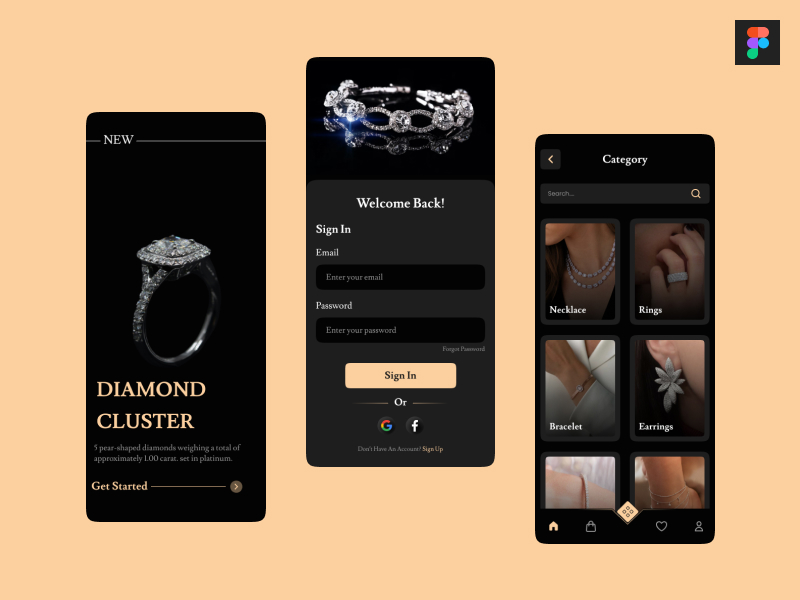 NEW
DIAMOND
CLUSTER
5 pear-shaped diamonds weighing a total of
approximately 1.00 carat. set in platinum.
Get Started
Welcome Back!
Sign In
Email
Enter your email
Password
Enter your password
Forgot Password
Sign In
Or
Don't Have An Account? Sign Up
Category
Search...
Necklace
Rings
Bracelet
Earrings